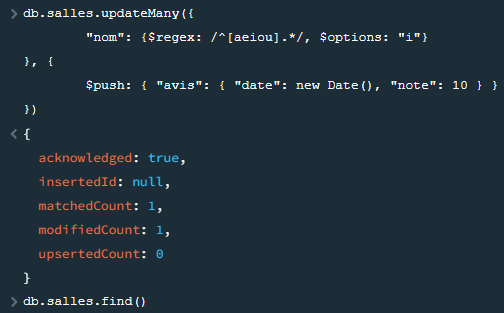 > db.salles.updateMany({
"nom": {$regex: /^[aeiou].*/, $options: "i"}
}, {
$push: { "avis": { "date": new Date(), "note": 10 } }
})
< {
acknowledged: true,
insertedId: null,
matchedCount: 1,
modifiedCount: 1,
upsertedCount: 0
}
> db.salles.find()